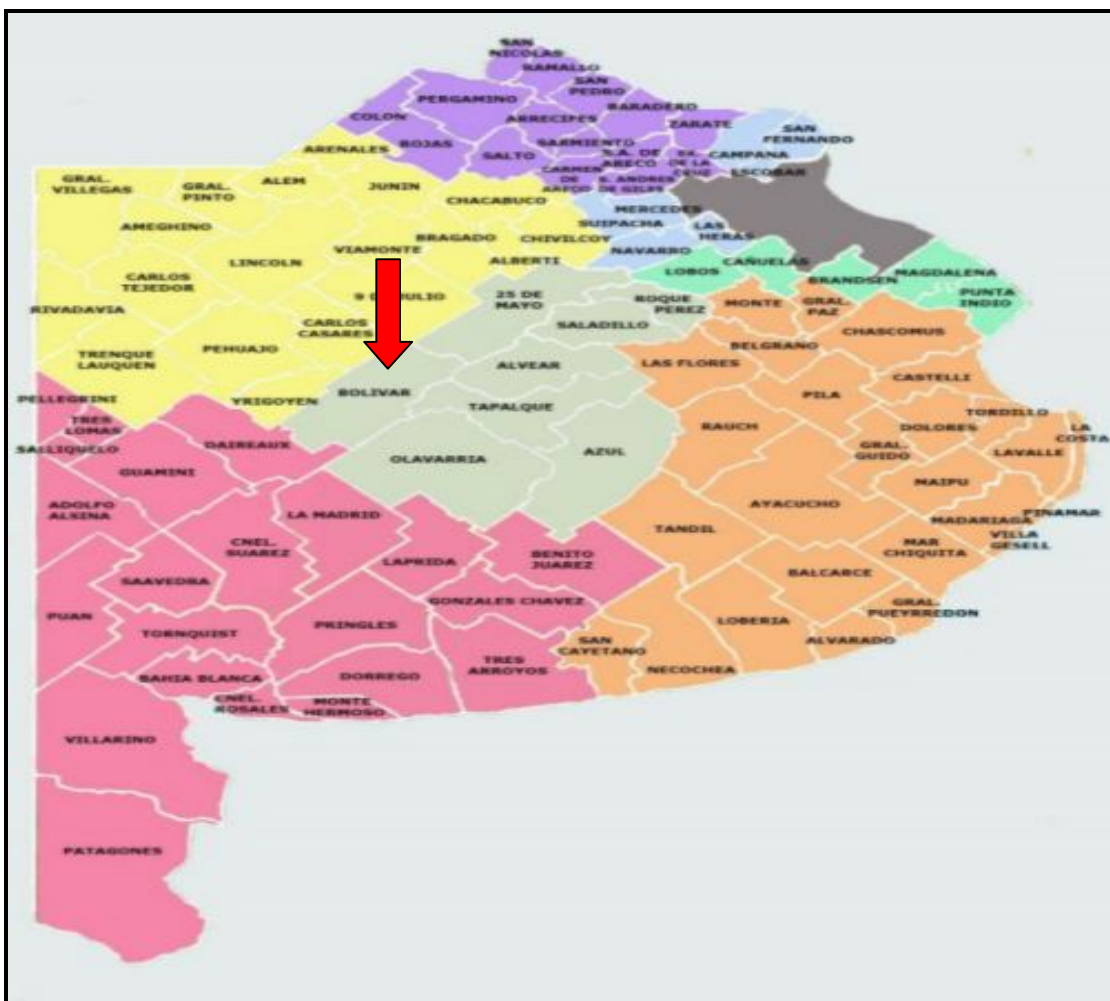 SAN
NICOLAS
RAMALLO
SAN
PEDRO
PERGAMINO
BARADERO
COLON
ARRECIFES
ZARATE
ROJAS
SARMIENTO
SAN
FERNANDO
ARENALES
SALTO
S.A. DE
ARECO
EX.
DE LA
CRUZ
CAMPANA
ESCOBAR
CARMEN
DE
ARECO
S. ANDRES
DE GILES
GRAL.
VILLEGAS
GRAL.
PINTO
ALEM
JUNIN
CHACABUCO
MERCEDES
SUIPACHA
LAS
HERAS
AMEGHINO
VIAMONTE
BRAGADO
CHIVILCOY
NAVARRO
LINCOLN
ALBERTI
LOBOS
CAÑUELAS
BRANDSEN
MAGDALENA
PUNTA
INDIO
CARLOS
TEJEDOR
RIVADAVIA
9 D JULIO
25 DE
MAYO
ROQUE
PEREZ
MONTE
GRAL.
PAZ
CARLOS
CASARES
SALADILLO
CHASCOMUS
TRENQUE
LAUQUEN
PEHUAJO
BELGRANO
LAS FLORES
ALVEAR
CASTELLI
PELLEGRINI
YRIGOYEN
BOLIVAR
TAPALQUE
PILA
TRES
LOMAS
TORDILLO
SALLIQUELO
DAIREAUX
RAUCH
DOLORES
LA
COSTA
GUAMINI
OLAVARRIA
AZUL
GRAL.
GUIDO
LAVALLE
ADOLFO
ALSINA
LA MADRID
AYACUCHO
MAIPU
PINAMAR
MADARIAGA
TANDIL
VILLA
GESELL
CNEL.
SUAREZ
LAPRIDA
BENITO
JUAREZ
MAR
CHIQUITA
SAAVEDRA
BALCARCE
GONZALES CHAVEZ
PUAN
PRINGLES
GRAL.
PUEYRREDON
TORNQUIST
LOBERIA
ALVARADO
SAN
CAYETANO
TRES
ARROYOS
NECOCHEA
BAHIA BLANCA
DORREGO
CNEL.
ROSALES
MONTE
HERMOSO
VILLARINO
PATAGONES